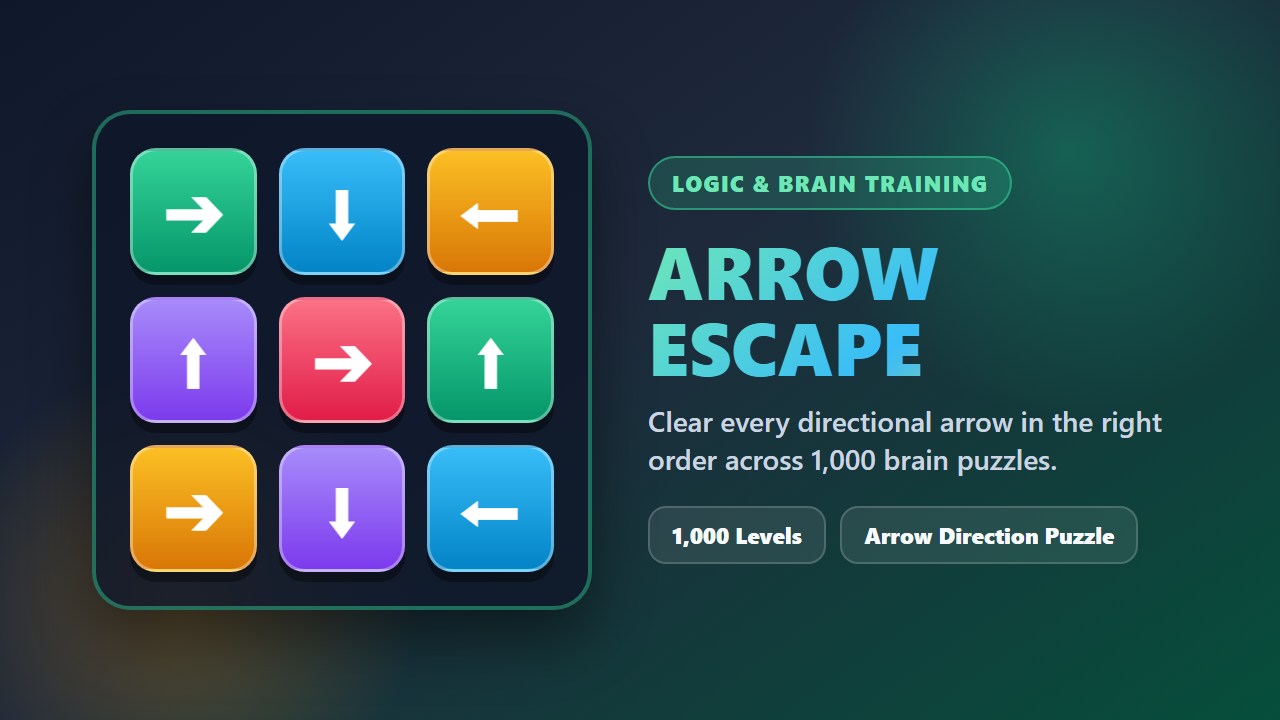 LOGIC & BRAIN TRAINING
ARROW
ESCAPE
Clear every directional arrow in the right
order across 1,000 brain puzzles.
1,000 Levels
Arrow Direction Puzzle